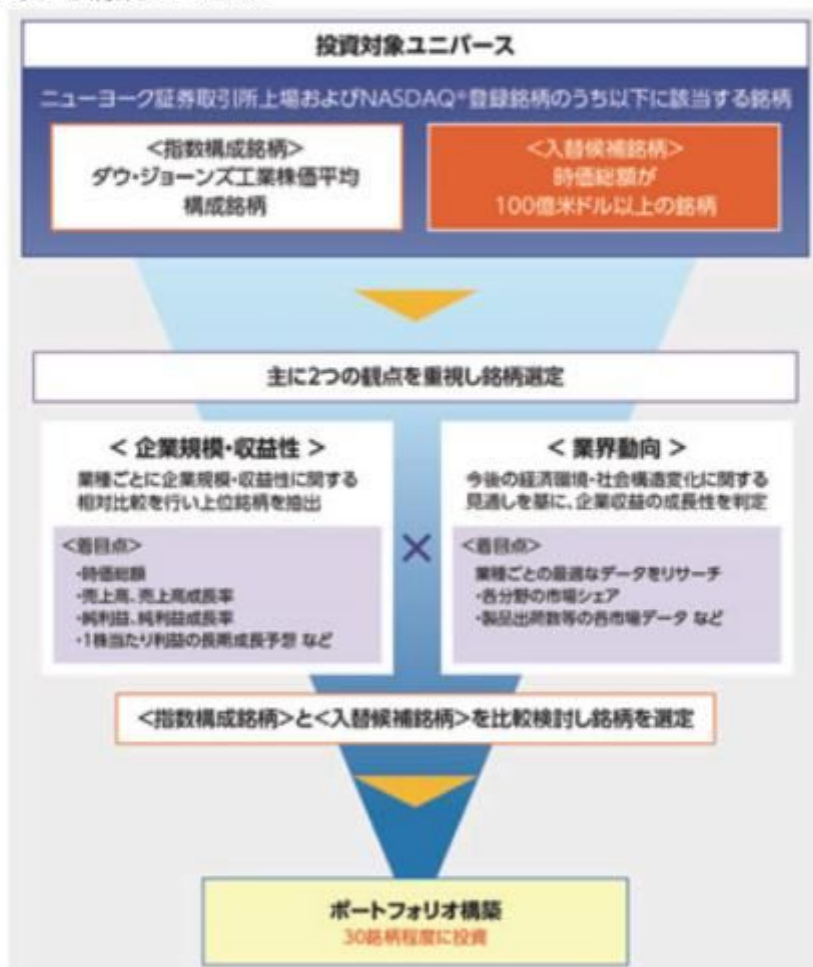 投資対象ユニバース
ニューヨーク証券取引所上場およびNASDAQ®登録銘柄のうち以下に該当する銘柄
<指数構成銘柄>
ダウ・ジョーンズ工業株価平均
構成銘柄
<入替候補銘柄>
時価総額が
100億米ドル以上の銘柄
主に2つの観点を重視し銘柄選定
< 企業規模・収益性 >
業種ごとに企業規模・収益性に関する
相対比較を行い上位銘柄を抽出
<着目点>
・時価総額
・売上高、売上高成長率
・純利益、純利益成長率
・1株当たり利益の長期成長予想 など
×
< 業界動向 >
今後の経済環境・社会構造変化に関する
見通しを基に、企業収益の成長性を判定
<着目点>
業種ごとの最適なデータをリサーチ
・各分野の市場シェア
・製品出荷数等の各市場データ など
<指数構成銘柄>と<入替候補銘柄>を比較検討し銘柄を選定
ポートフォリオ構築
30銘柄程度に投資